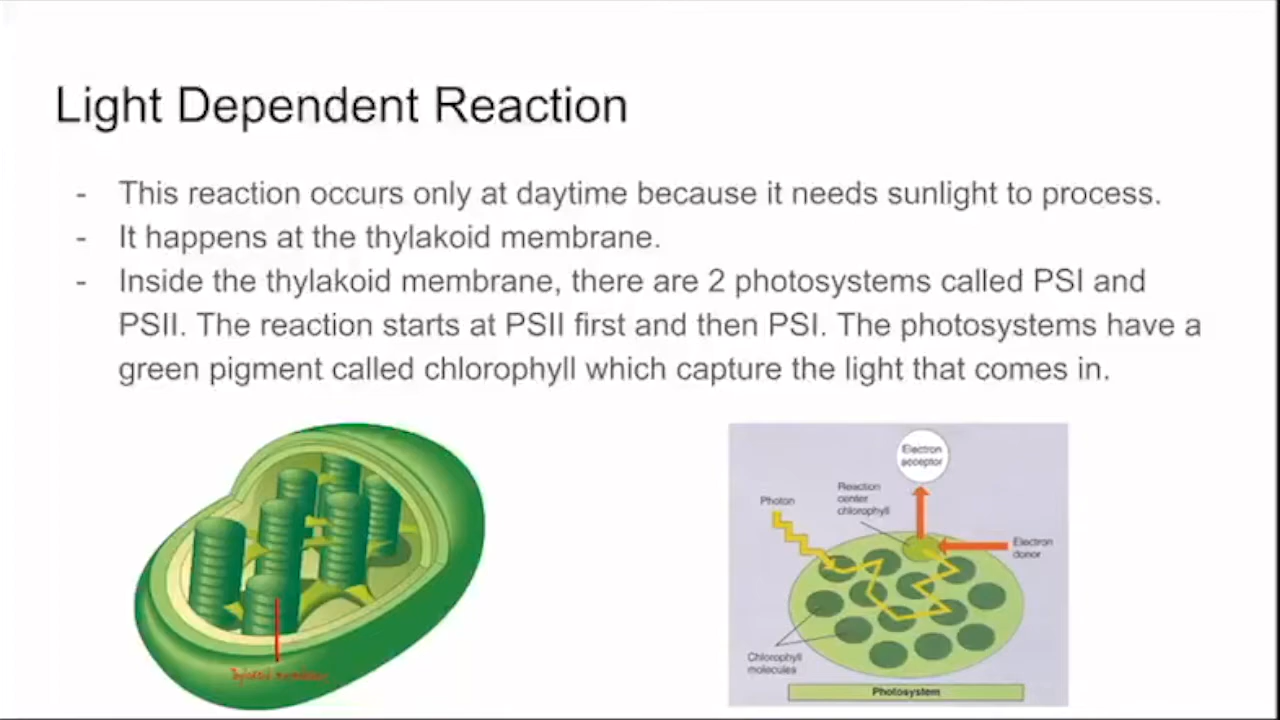 Light Dependent Reaction
- This reaction occurs only at daytime because it needs sunlight to process.
- It happens at the thylakoid membrane.
- Inside the thylakoid membrane, there are 2 photosystems called PSI and
PSII. The reaction starts at PSII first and then PSI. The photosystems have a
green pigment called chlorophyll which capture the light that comes in.
Electron
acceptor
Reaction
center
chlorophyll
Photon
Electron
donor
Chlorophyll
molecules
Photosystem